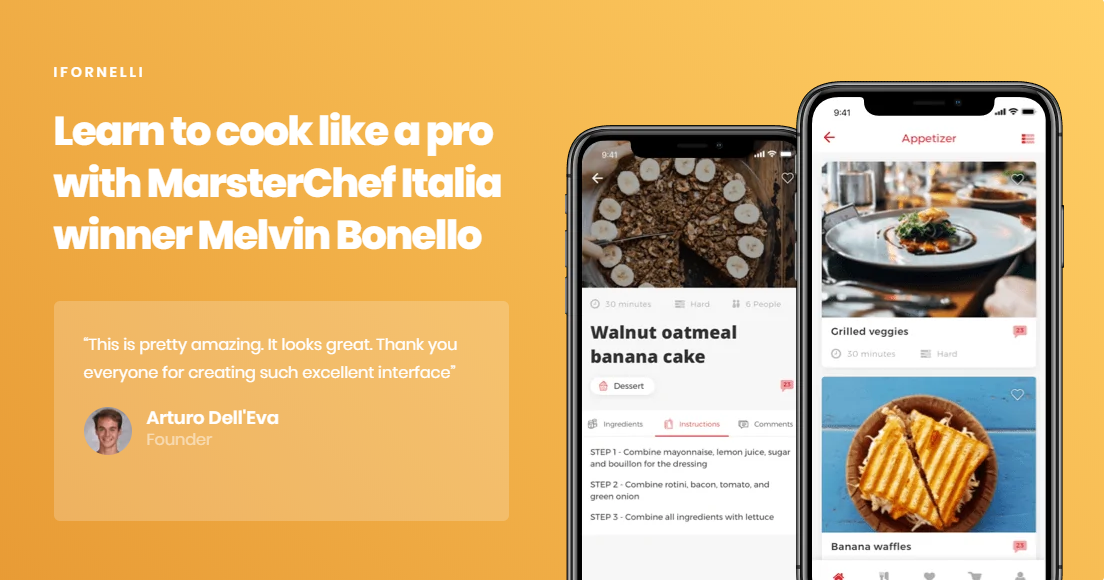 IFORNELLI
Learn to cook like a pro
with MarsterChef Italia
winner Melvin Bonello
“This is pretty amazing. It looks great. Thank you
everyone for creating such excellent interface”
Arturo Dell'Eva
Founder
9:41
30 minutes
Hard
6 People
Walnut oatmeal
banana cake
Dessert
23
Ingredients
Instructions
Comments
STEP 1 - Combine mayonnaise, lemon juice, sugar
and bouillon for the dressing
STEP 2 - Combine rotini, bacon, tomato, and
green onion
STEP 3 - Combine all ingredients with lettuce
9:41
Appetizer
Grilled veggies
23
30 minutes
Hard
Banana waffles
23